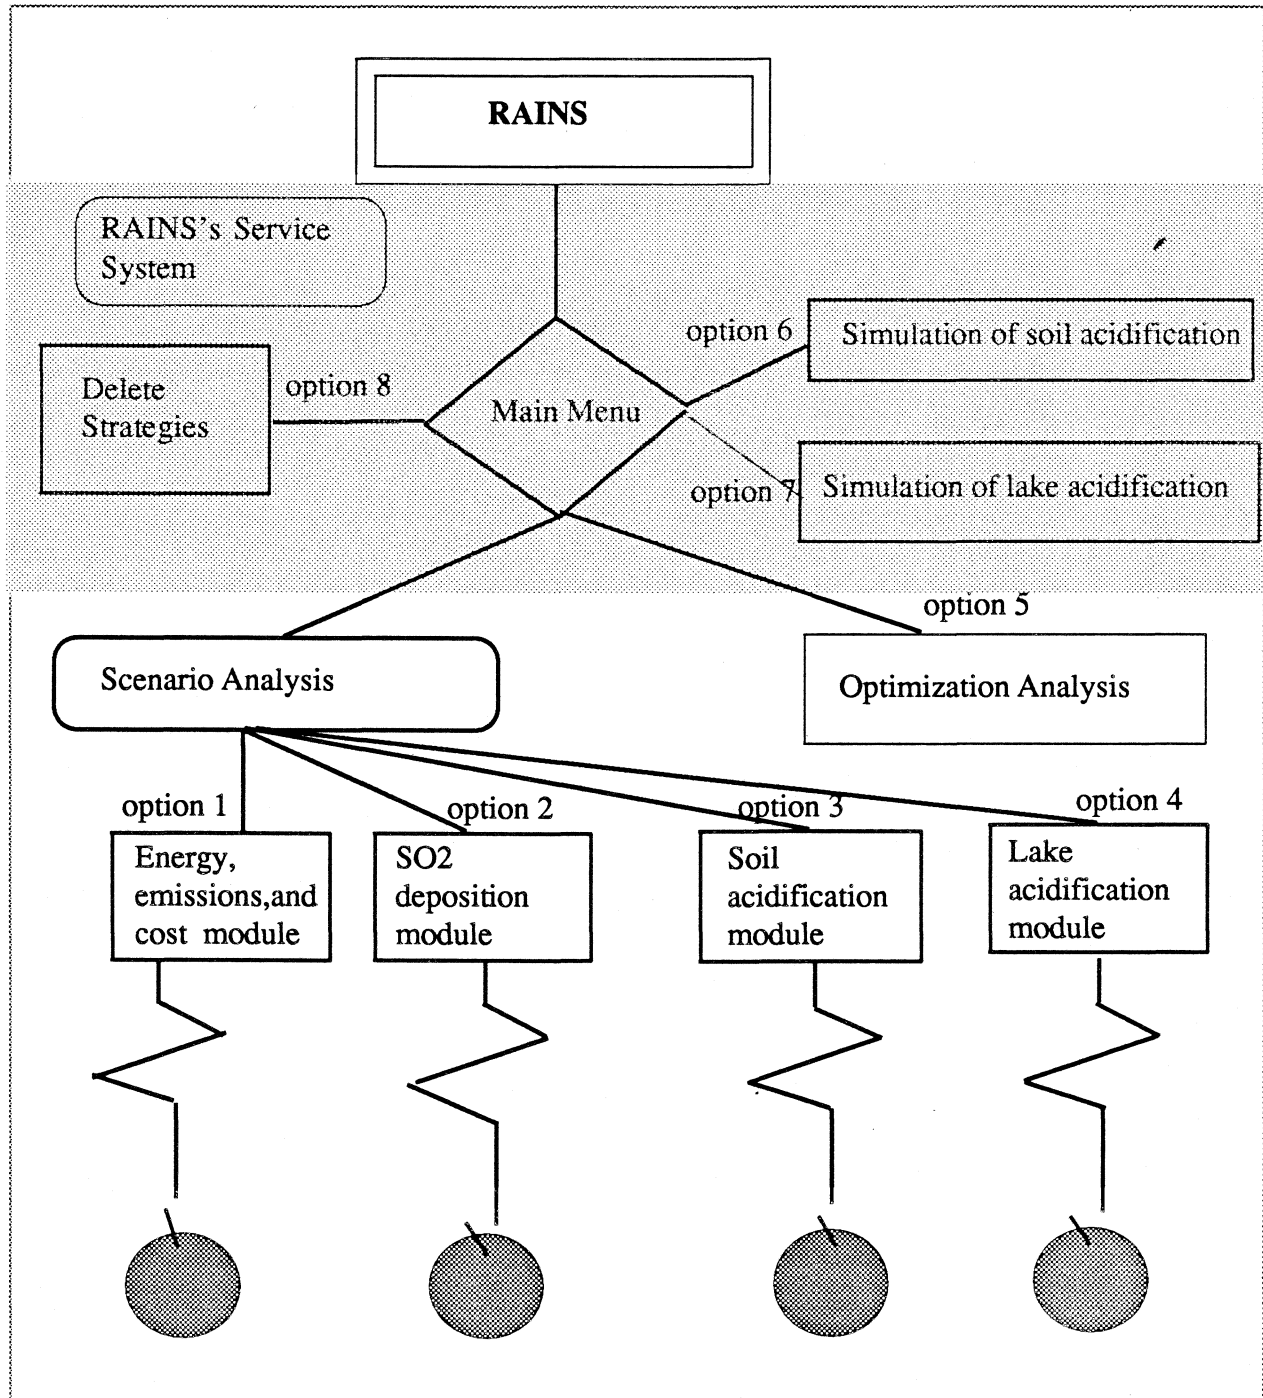 RAINS
RAINS's Service
System
option 6
Simulation of soil acidification
Delete
Strategies
option 8
Main Menu
option 7
Simulation of lake acidification
option 5
Scenario Analysis
Optimization Analysis
option 1
option 2
option 3
option 4
Energy,
emissions,and
cost module
SO2
deposition
module
Soil
acidification
module
Lake
acidification
module